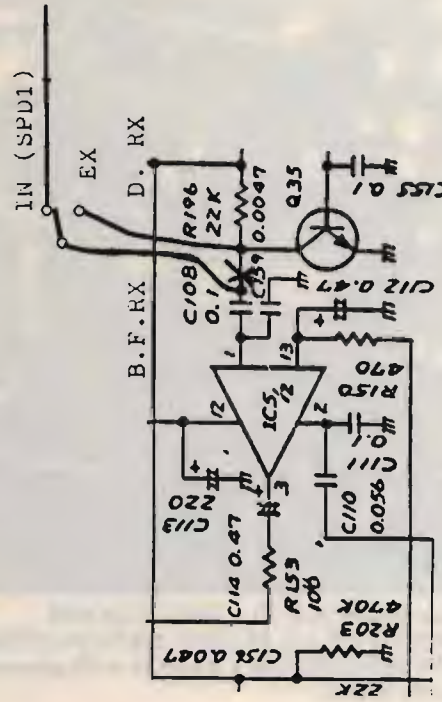 IN (SPD1)
EX
B.F.RX
D. RX
R196
22K
C108
0.1
C139
0.0047
Q35
C155 0.1
C112 0.47
1
13
12
IC5
1/2
2
3
C113
220
+
+
+
R150
470
0.1
C111
C110
0.056
C114 0.47
R153
C156 0.047
R203
470K
22K